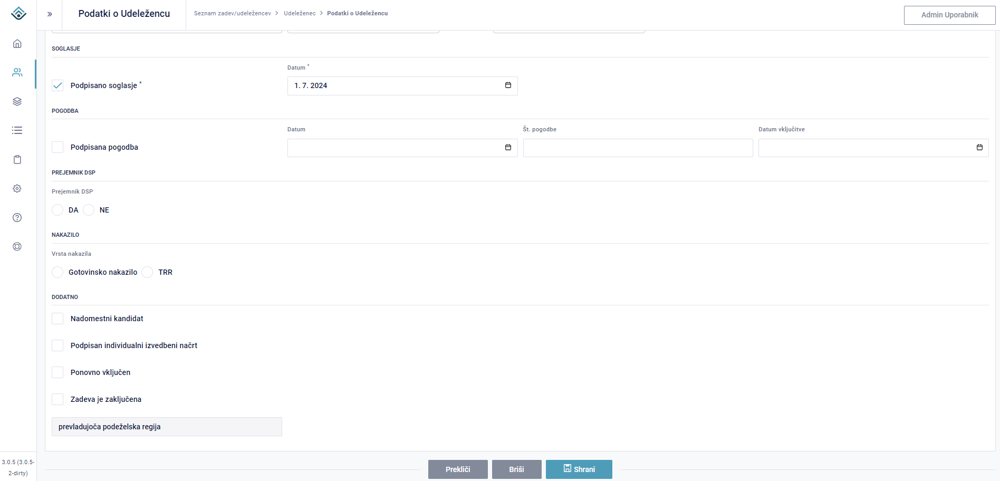 Podatki o Udeležencu
Seznam zadev/udeležencev > Udeleženec > Podatki o Udeležencu
Admin Uporabnik
SOGLASJE
Datum *
Podpisano soglasje *
1. 7. 2024
POGODBA
Datum
Št. pogodbe
Datum vključitve
Podpisana pogodba
PREJEMNIK DSP
Prejemnik DSP
DA
NE
NAKAZILO
Vrsta nakazila
Gotovinsko nakazilo
TRR
DODATNO
Nadomestni kandidat
Podpisan individualni izvedbeni načrt
Ponovno vključen
Zadeva je zaključena
prevladujoča podeželska regija
3.0.5 (3.0.5-
2-dirty)
Prekliči
Briši
Shrani